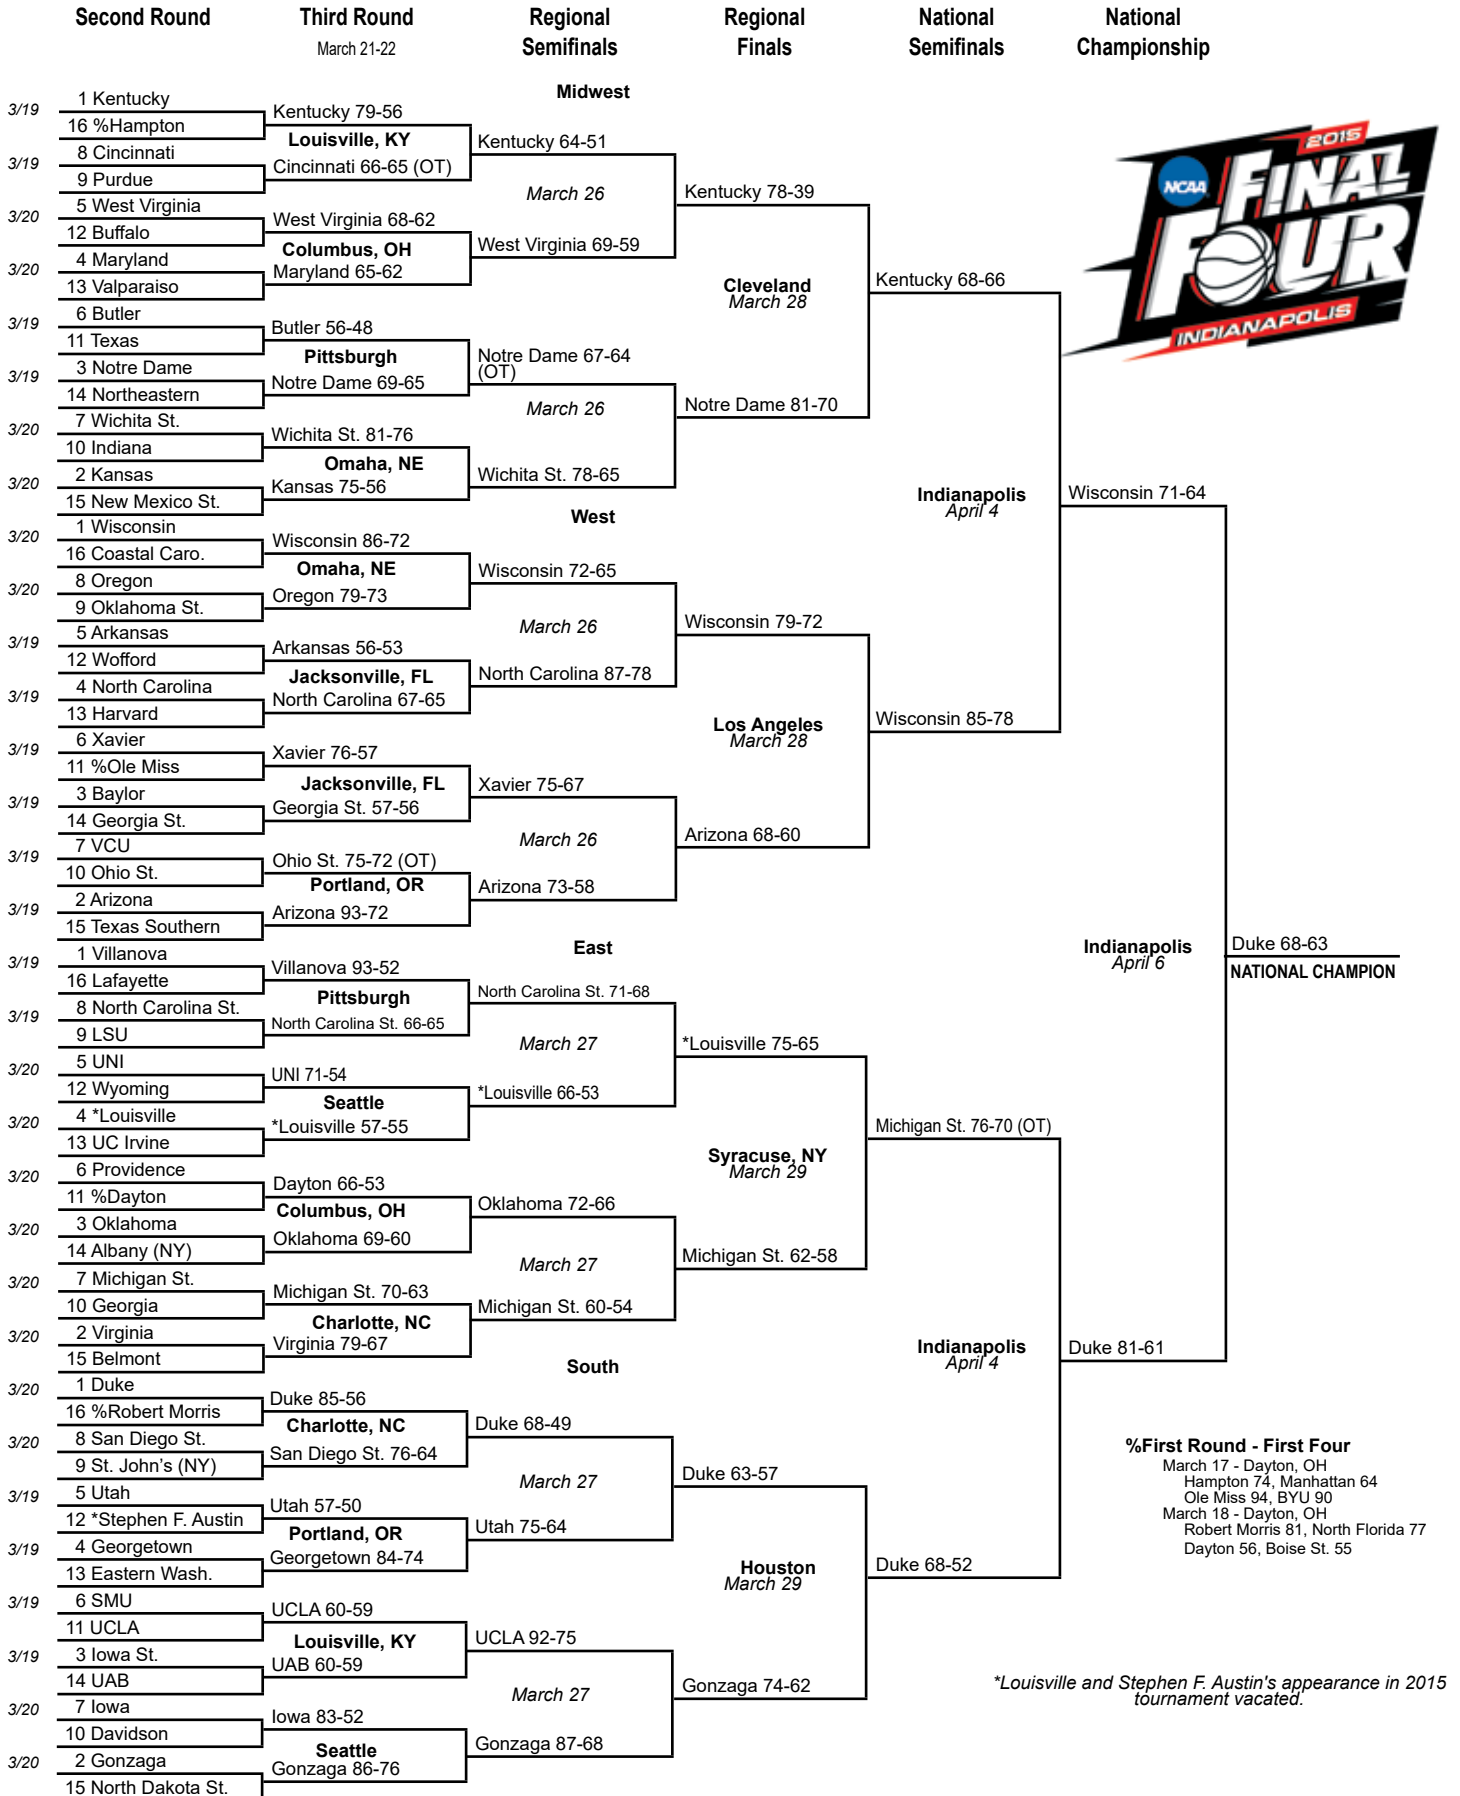 Second Round
Third Round
March 21-22
Regional
Semifinals
Regional
Finals
National
Semifinals
National
Championship
2015
NCAA
FINAL
FOUR
INDIANAPOLIS
Midwest
3/19
1 Kentucky
16 %Hampton
3/19
8 Cincinnati
9 Purdue
3/20
5 West Virginia
12 Buffalo
3/20
4 Maryland
13 Valparaiso
3/19
6 Butler
11 Texas
3/19
3 Notre Dame
14 Northeastern
3/20
7 Wichita St.
10 Indiana
3/20
2 Kansas
15 New Mexico St.
Kentucky 79-56
Louisville, KY
Cincinnati 66-65 (OT)
West Virginia 68-62
Columbus, OH
Maryland 65-62
Butler 56-48
Pittsburgh
Notre Dame 69-65
Wichita St. 81-76
Omaha, NE
Kansas 75-56
Kentucky 64-51
March 26
West Virginia 69-59
Notre Dame 67-64
(OT)
March 26
Wichita St. 78-65
Kentucky 78-39
Cleveland
March 28
Notre Dame 81-70
Kentucky 68-66
West
3/20
1 Wisconsin
16 Coastal Caro.
3/20
8 Oregon
9 Oklahoma St.
3/19
5 Arkansas
12 Wofford
3/19
4 North Carolina
13 Harvard
3/19
6 Xavier
11 %Ole Miss
3/19
3 Baylor
14 Georgia St.
3/19
7 VCU
10 Ohio St.
3/19
2 Arizona
15 Texas Southern
Wisconsin 86-72
Omaha, NE
Oregon 79-73
Arkansas 56-53
Jacksonville, FL
North Carolina 67-65
Xavier 76-57
Jacksonville, FL
Georgia St. 57-56
Ohio St. 75-72 (OT)
Portland, OR
Arizona 93-72
Wisconsin 72-65
March 26
North Carolina 87-78
Xavier 75-67
March 26
Arizona 73-58
Wisconsin 79-72
Los Angeles
March 28
Arizona 68-60
Wisconsin 85-78
Indianapolis
April 4
Wisconsin 71-64
East
3/19
1 Villanova
16 Lafayette
3/19
8 North Carolina St.
9 LSU
3/20
5 UNI
12 Wyoming
3/20
4 *Louisville
13 UC Irvine
3/20
6 Providence
11 %Dayton
3/20
3 Oklahoma
14 Albany (NY)
3/20
7 Michigan St.
10 Georgia
3/20
2 Virginia
15 Belmont
Villanova 93-52
Pittsburgh
North Carolina St. 66-65
UNI 71-54
Seattle
*Louisville 57-55
Dayton 66-53
Columbus, OH
Oklahoma 69-60
Michigan St. 70-63
Charlotte, NC
Virginia 79-67
North Carolina St. 71-68
March 27
*Louisville 66-53
Oklahoma 72-66
March 27
Michigan St. 60-54
*Louisville 75-65
Syracuse, NY
March 29
Michigan St. 62-58
Michigan St. 76-70 (OT)
South
3/20
1 Duke
16 %Robert Morris
3/20
8 San Diego St.
9 St. John's (NY)
3/19
5 Utah
12 *Stephen F. Austin
3/19
4 Georgetown
13 Eastern Wash.
3/19
6 SMU
11 UCLA
3/19
3 Iowa St.
14 UAB
3/20
7 Iowa
10 Davidson
3/20
2 Gonzaga
15 North Dakota St.
Duke 85-56
Charlotte, NC
San Diego St. 76-64
Utah 57-50
Portland, OR
Georgetown 84-74
UCLA 60-59
Louisville, KY
UAB 60-59
Iowa 83-52
Seattle
Gonzaga 86-76
Duke 68-49
March 27
Utah 75-64
UCLA 92-75
March 27
Gonzaga 87-68
Duke 63-57
Houston
March 29
Gonzaga 74-62
Duke 68-52
Indianapolis
April 4
Duke 81-61
Indianapolis
April 6
Duke 68-63
NATIONAL CHAMPION
%First Round - First Four
March 17 - Dayton, OH
Hampton 74, Manhattan 64
Ole Miss 94, BYU 90
March 18 - Dayton, OH
Robert Morris 81, North Florida 77
Dayton 56, Boise St. 55
*Louisville and Stephen F. Austin's appearance in 2015
tournament vacated.